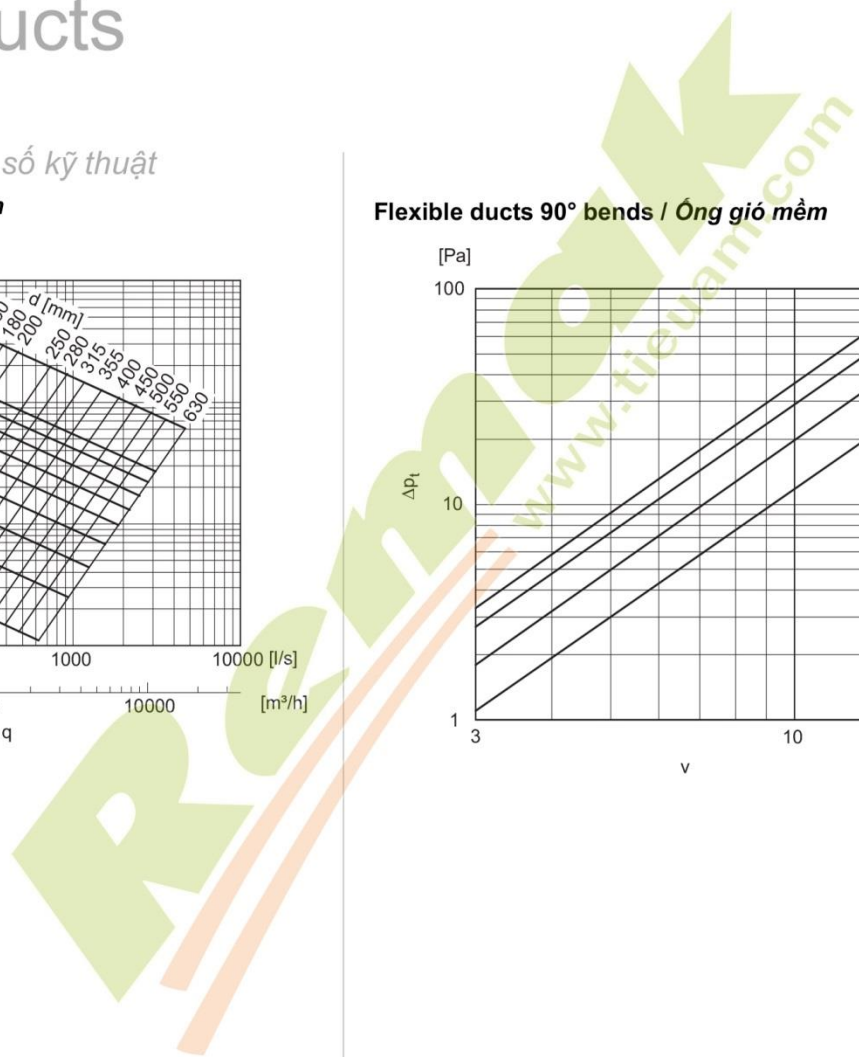 ucts
số kỹ thuật
d [mm]
180
200
250
280
315
355
400
450
500
550
630
1000
10000 [l/s]
10000
[m³/h]
q
Flexible ducts 90° bends / Ống gió mềm
[Pa]
100
Δpt
10
1
3
10
v
Remak
www.tieuam.com